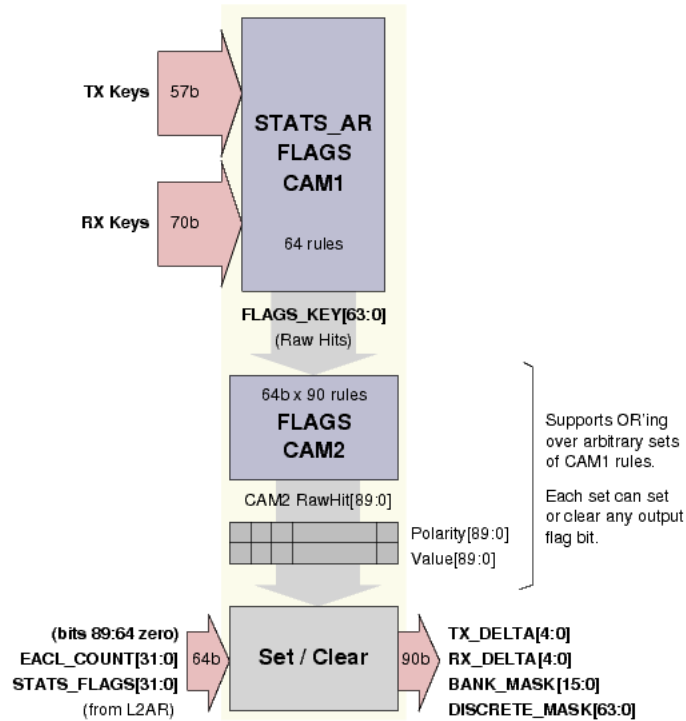 TX Keys
57b
STATS_AR
FLAGS
CAM1
RX Keys
70b
64 rules
FLAGS_KEY[63:0]
(Raw Hits)
64b x 90 rules
FLAGS
CAM2
Supports OR'ing
over arbitrary sets
of CAM1 rules.
Each set can set
or clear any output
flag bit.
CAM2 RawHit[89:0]
Polarity[89:0]
Value[89:0]
(bits 89:64 zero)
EACL_COUNT[31:0]
STATS_FLAGS[31:0]
(from L2AR)
64b
Set / Clear
90b
TX_DELTA[4:0]
RX_DELTA[4:0]
BANK_MASK[15:0]
DISCRETE_MASK[63:0]